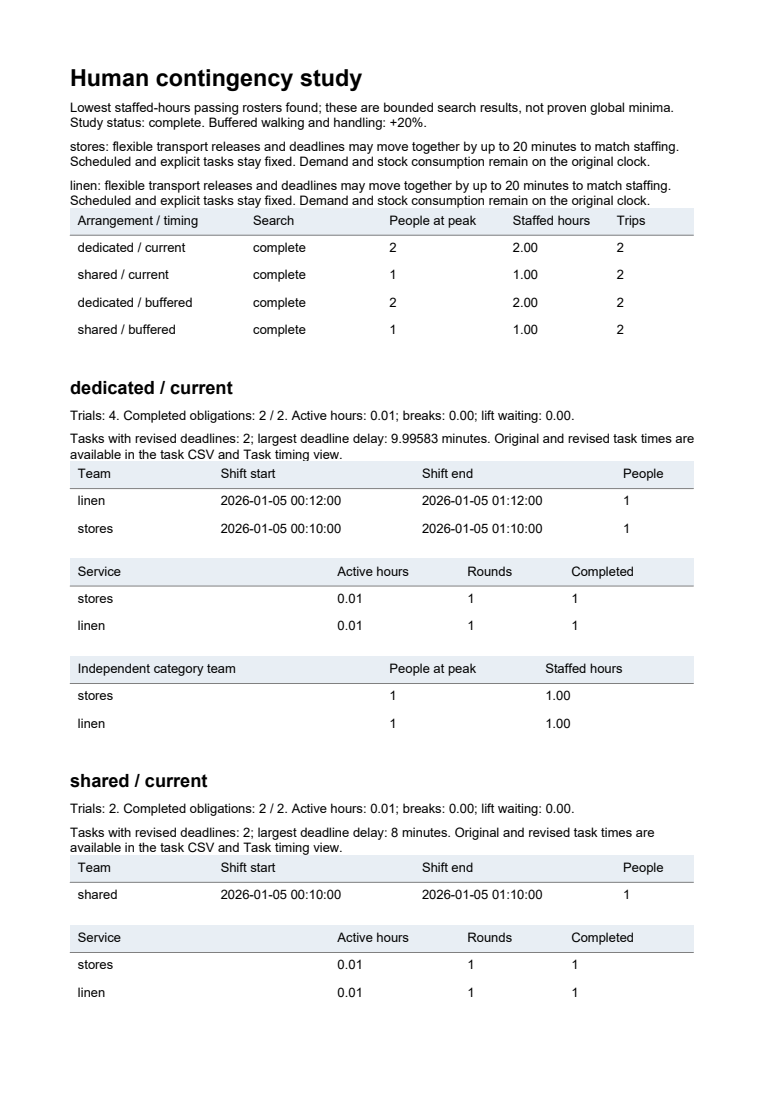 Human contingency study
Lowest staffed-hours passing rosters found; these are bounded search results, not proven global minima.
Study status: complete. Buffered walking and handling: +20%.
stores: flexible transport releases and deadlines may move together by up to 20 minutes to match staffing.
Scheduled and explicit tasks stay fixed. Demand and stock consumption remain on the original clock.
linen: flexible transport releases and deadlines may move together by up to 20 minutes to match staffing.
Scheduled and explicit tasks stay fixed. Demand and stock consumption remain on the original clock.
Arrangement / timing Search People at peak Staffed hours Trips
dedicated / current complete 2 2.00 2
shared / current complete 1 1.00 2
dedicated / buffered complete 2 2.00 2
shared / buffered complete 1 1.00 2
dedicated / current
Trials: 4. Completed obligations: 2 / 2. Active hours: 0.01; breaks: 0.00; lift waiting: 0.00.
Tasks with revised deadlines: 2; largest deadline delay: 9.99583 minutes. Original and revised task times are
available in the task CSV and Task timing view.
Team Shift start Shift end People
linen 2026-01-05 00:12:00 2026-01-05 01:12:00 1
stores 2026-01-05 00:10:00 2026-01-05 01:10:00 1
Service Active hours Rounds Completed
stores 0.01 1 1
linen 0.01 1 1
Independent category team People at peak Staffed hours
stores 1 1.00
linen 1 1.00
shared / current
Trials: 2. Completed obligations: 2 / 2. Active hours: 0.01; breaks: 0.00; lift waiting: 0.00.
Tasks with revised deadlines: 2; largest deadline delay: 8 minutes. Original and revised task times are
available in the task CSV and Task timing view.
Team Shift start Shift end People
shared 2026-01-05 00:10:00 2026-01-05 01:10:00 1
Service Active hours Rounds Completed
stores 0.01 1 1
linen 0.01 1 1